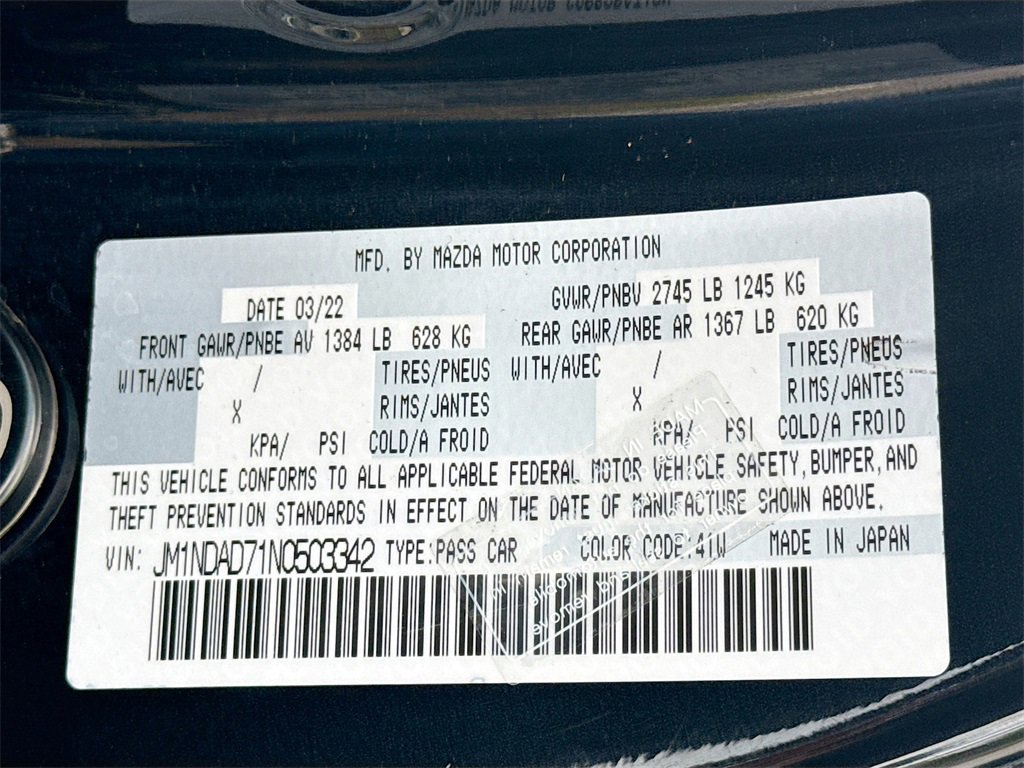 MFD. BY MAZDA MOTOR CORPORATION
DATE 03/22
GVWR/PNBV 2745 LB 1245 KG
FRONT GAWR/PNBE AV 1384 LB 628 KG
REAR GAWR/PNBE AR 1367 LB 620 KG
WITH/AVEC / TIRES/PNEUS
WITH/AVEC / TIRES/PNEUS
X RIMS/JANTES
X RIMS/JANTES
KPA/ PSI COLD/A FROID
KPA/ PSI COLD/A FROID
THIS VEHICLE CONFORMS TO ALL APPLICABLE FEDERAL MOTOR VEHICLE SAFETY, BUMPER, AND
THEFT PREVENTION STANDARDS IN EFFECT ON THE DATE OF MANUFACTURE SHOWN ABOVE.
VIN: JM1NDAD71N0503342 TYPE:PASS CAR COLOR CODE:41W MADE IN JAPAN